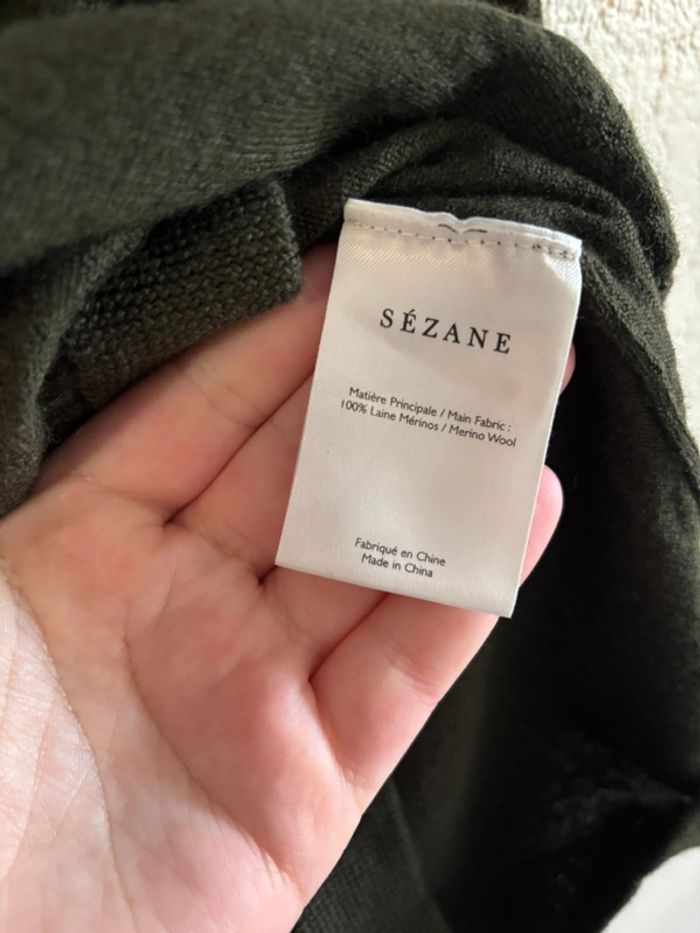 SÉZANE
Matière Principale / Main Fabric :
100% Laine Mérinos / Merino Wool
Fabriqué en Chine
Made in China